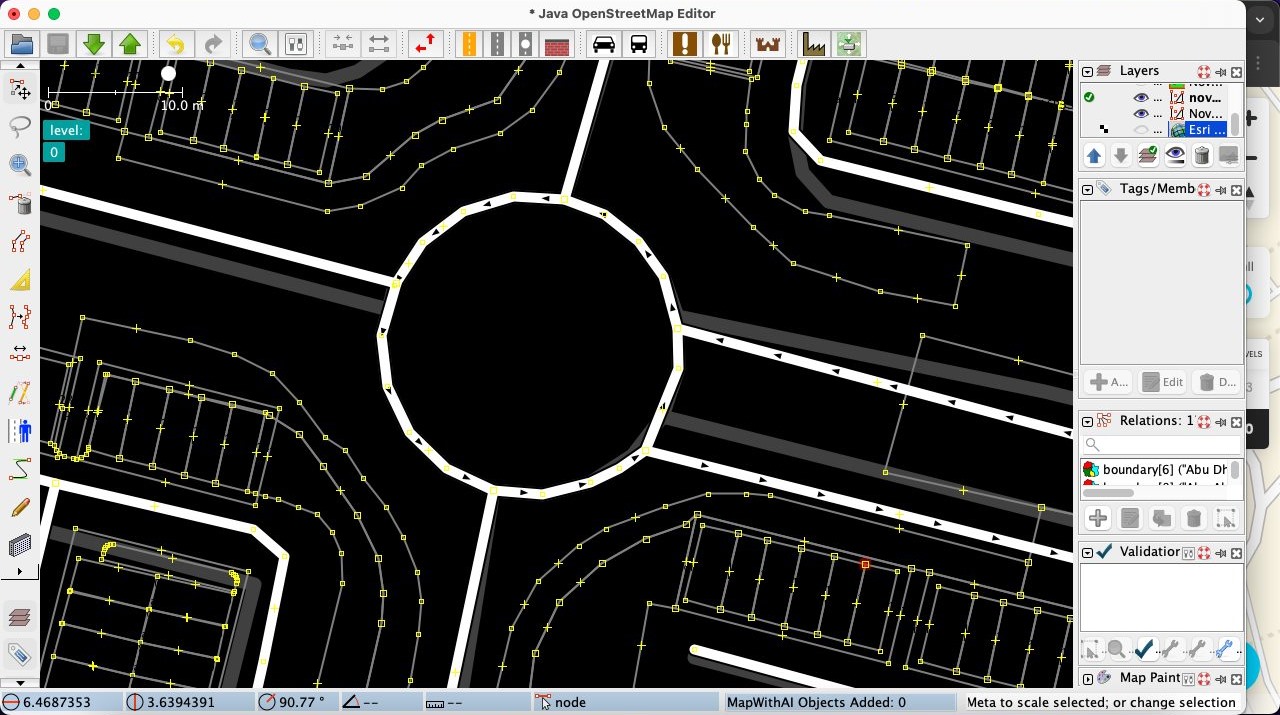 * Java OpenStreetMap Editor
0
10.0 m
level:
0
Layers
... nov...
... Nov...
Esri ...
Tags/Memb
A...
Edit
D...
Relations: 1
boundary[6] ("Abu Dh
Validation
Map Paint
6.4687353
3.6394391
90.77 °
--
--
node
MapWithAI Objects Added: 0
Meta to scale selected; or change selection